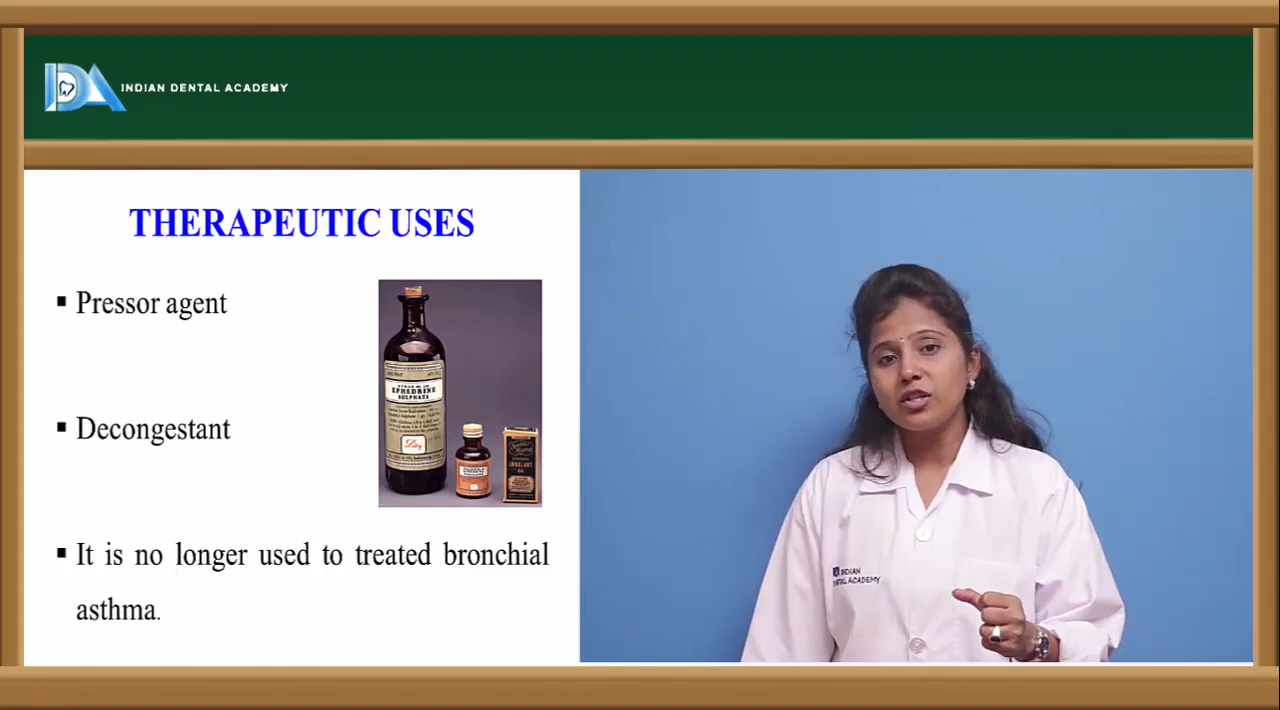 INDIAN DENTAL ACADEMY
THERAPEUTIC USES
▪ Pressor agent
▪ Decongestant
▪ It is no longer used to treated bronchial
asthma.
EPHEDRINE
SULPHATE
Lilly
INHALANT
INDIAN
DENTAL ACADEMY